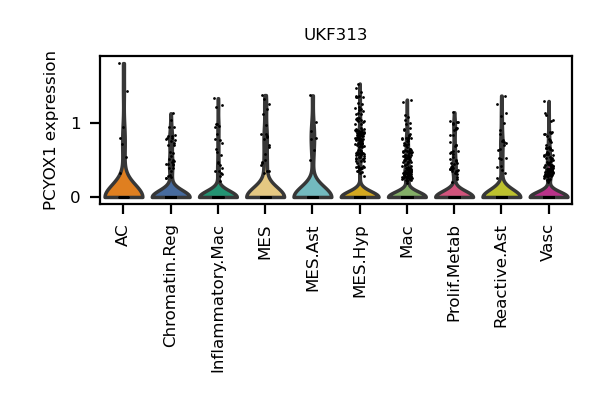 UKF313
PCYOX1 expression
1
0
AC
Chromatin.Reg
Inflammatory.Mac
MES
MES.Ast
MES.Hyp
Mac
Prolif.Metab
Reactive.Ast
Vasc